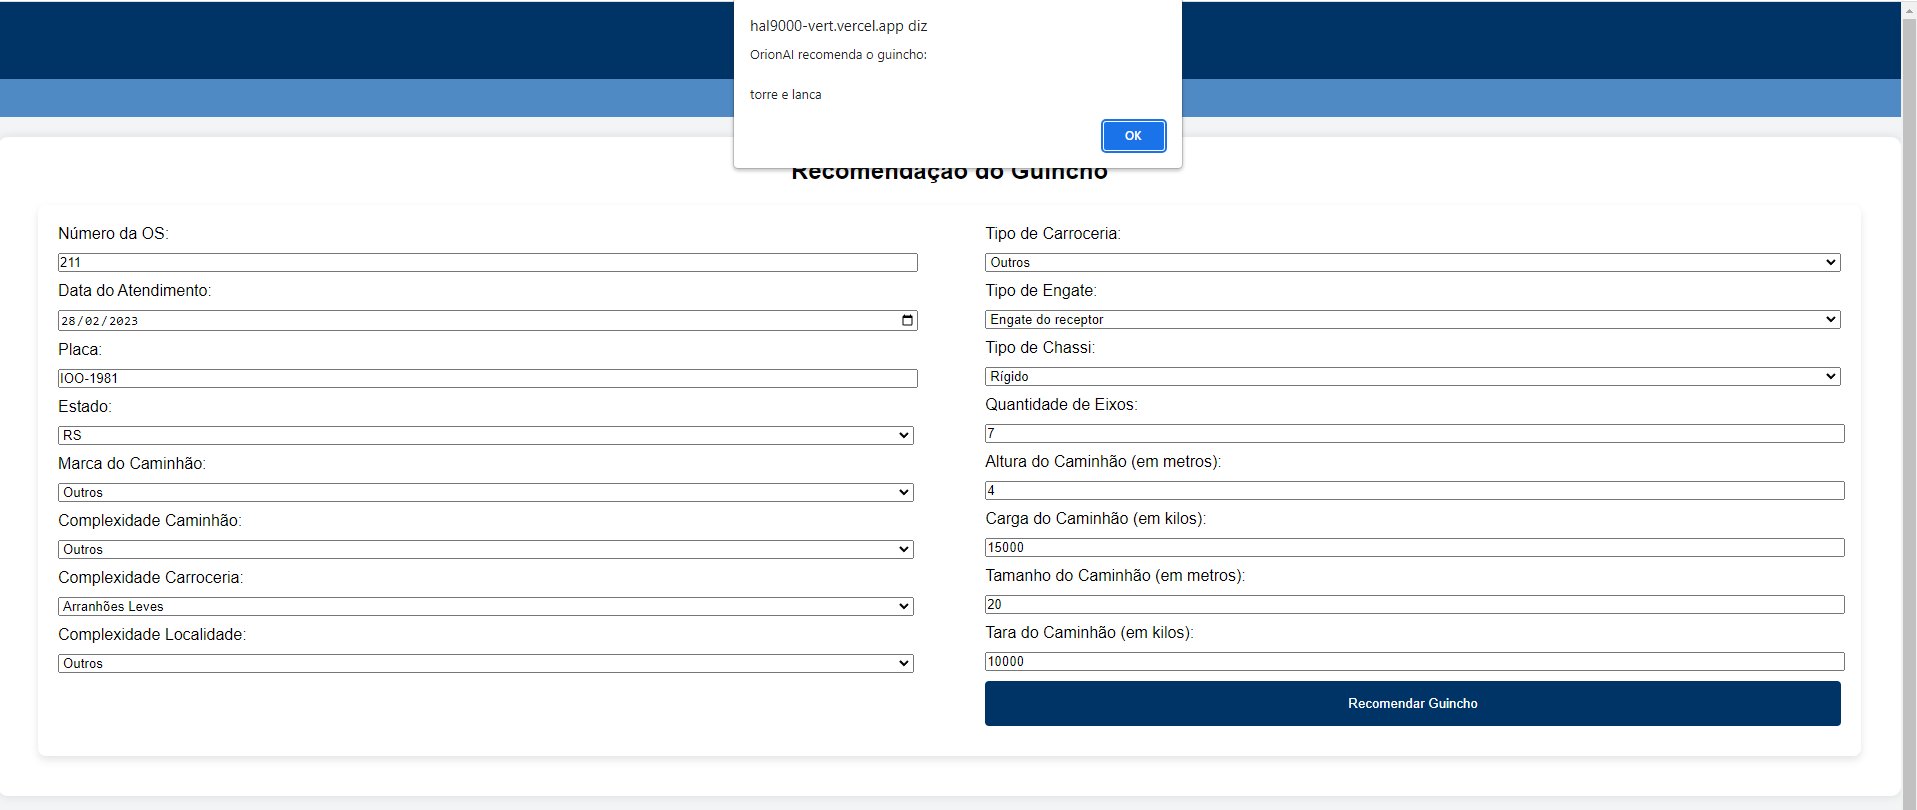 hal9000-vert.vercel.app diz
OrionAI recomenda o guincho:
torre e lanca
OK
Recomendação do Guincho
Número da OS:
211
Data do Atendimento:
28/02/2023
Placa:
IOO-1981
Estado:
RS
Marca do Caminhão:
Outros
Complexidade Caminhão:
Outros
Complexidade Carroceria:
Arranhões Leves
Complexidade Localidade:
Outros
Tipo de Carroceria:
Outros
Tipo de Engate:
Engate do receptor
Tipo de Chassi:
Rígido
Quantidade de Eixos:
7
Altura do Caminhão (em metros):
4
Carga do Caminhão (em kilos):
15000
Tamanho do Caminhão (em metros):
20
Tara do Caminhão (em kilos):
10000
Recomendar Guincho